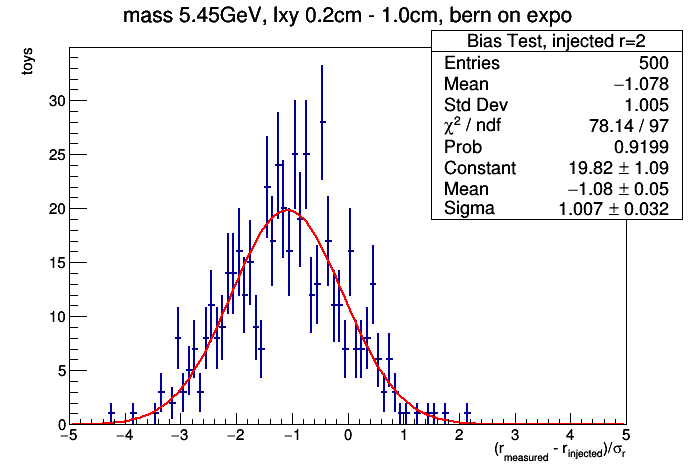 mass 5.45GeV, lxy 0.2cm - 1.0cm, bern on expo
toys
Bias Test, injected r=2
Entries 500
Mean −1.078
Std Dev 1.005
χ² / ndf 78.14 / 97
Prob 0.9199
Constant 19.82 ± 1.09
Mean −1.08 ± 0.05
Sigma 1.007 ± 0.032
30
25
20
15
10
5
0
−5 −4 −3 −2 −1 0 1 2 3 4 5
(r_measured - r_injected)/σ_r